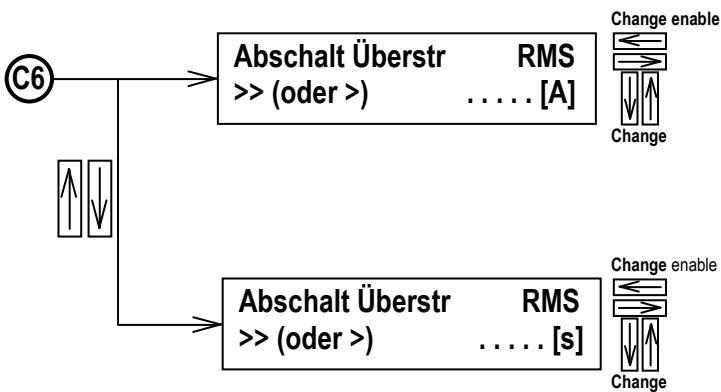 Change enable
C6
Abschalt Überstr RMS
>> (oder >) . . . . . [A]
Change
Change enable
Abschalt Überstr RMS
>> (oder >) . . . . . [s]
Change